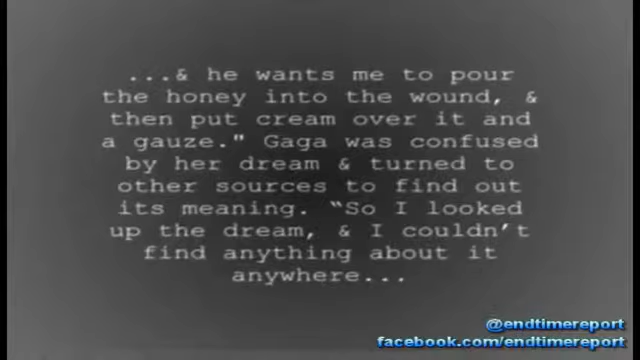 ...& he wants me to pour
the honey into the wound, &
then put cream over it and
a gauze." Gaga was confused
by her dream & turned to
other sources to find out
its meaning. “So I looked
up the dream, & I couldn’t
find anything about it
anywhere...
@endtimereport
facebook.com/endtimereport